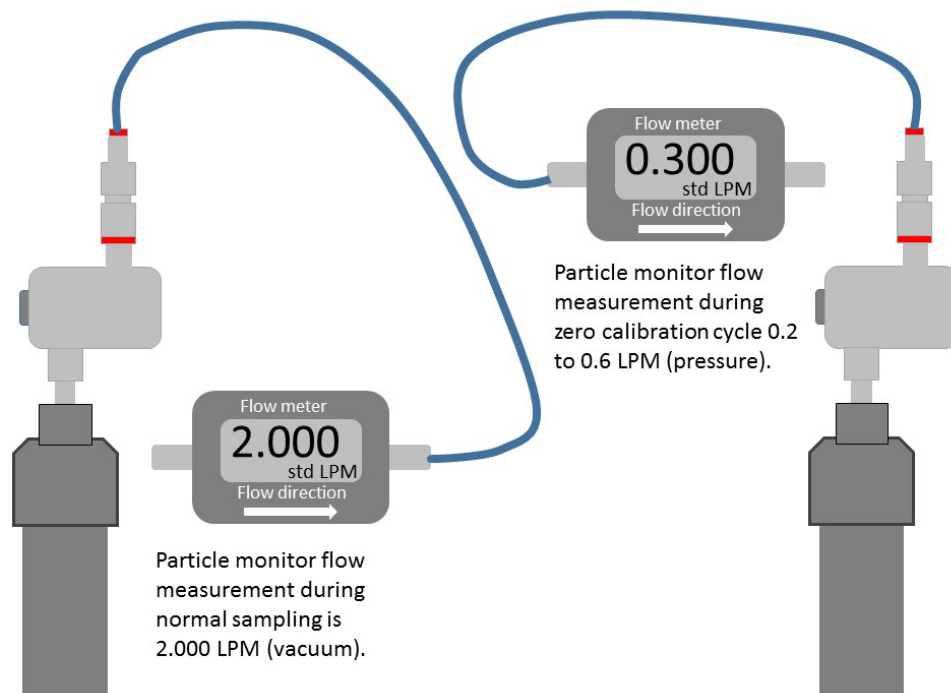 Flow meter
0.300
std LPM
Flow direction
Particle monitor flow
measurement during
zero calibration cycle 0.2
to 0.6 LPM (pressure).
Flow meter
2.000
std LPM
Flow direction
Particle monitor flow
measurement during
normal sampling is
2.000 LPM (vacuum).